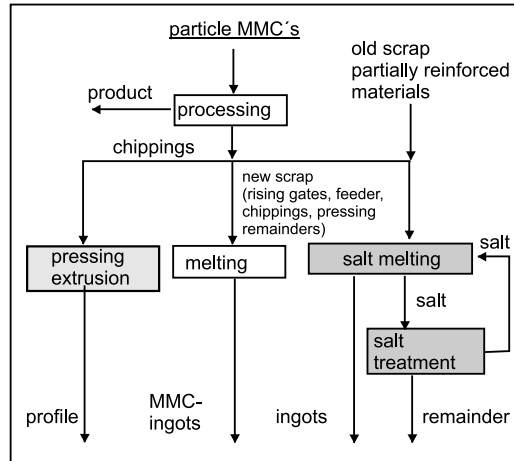 particle MMC´s
old scrap
partially reinforced
materials
product
processing
chippings
new scrap
(rising gates, feeder,
chippings, pressing
remainders)
pressing
extrusion
melting
salt melting
salt
salt
salt
treatment
profile
MMC-
ingots
ingots
remainder